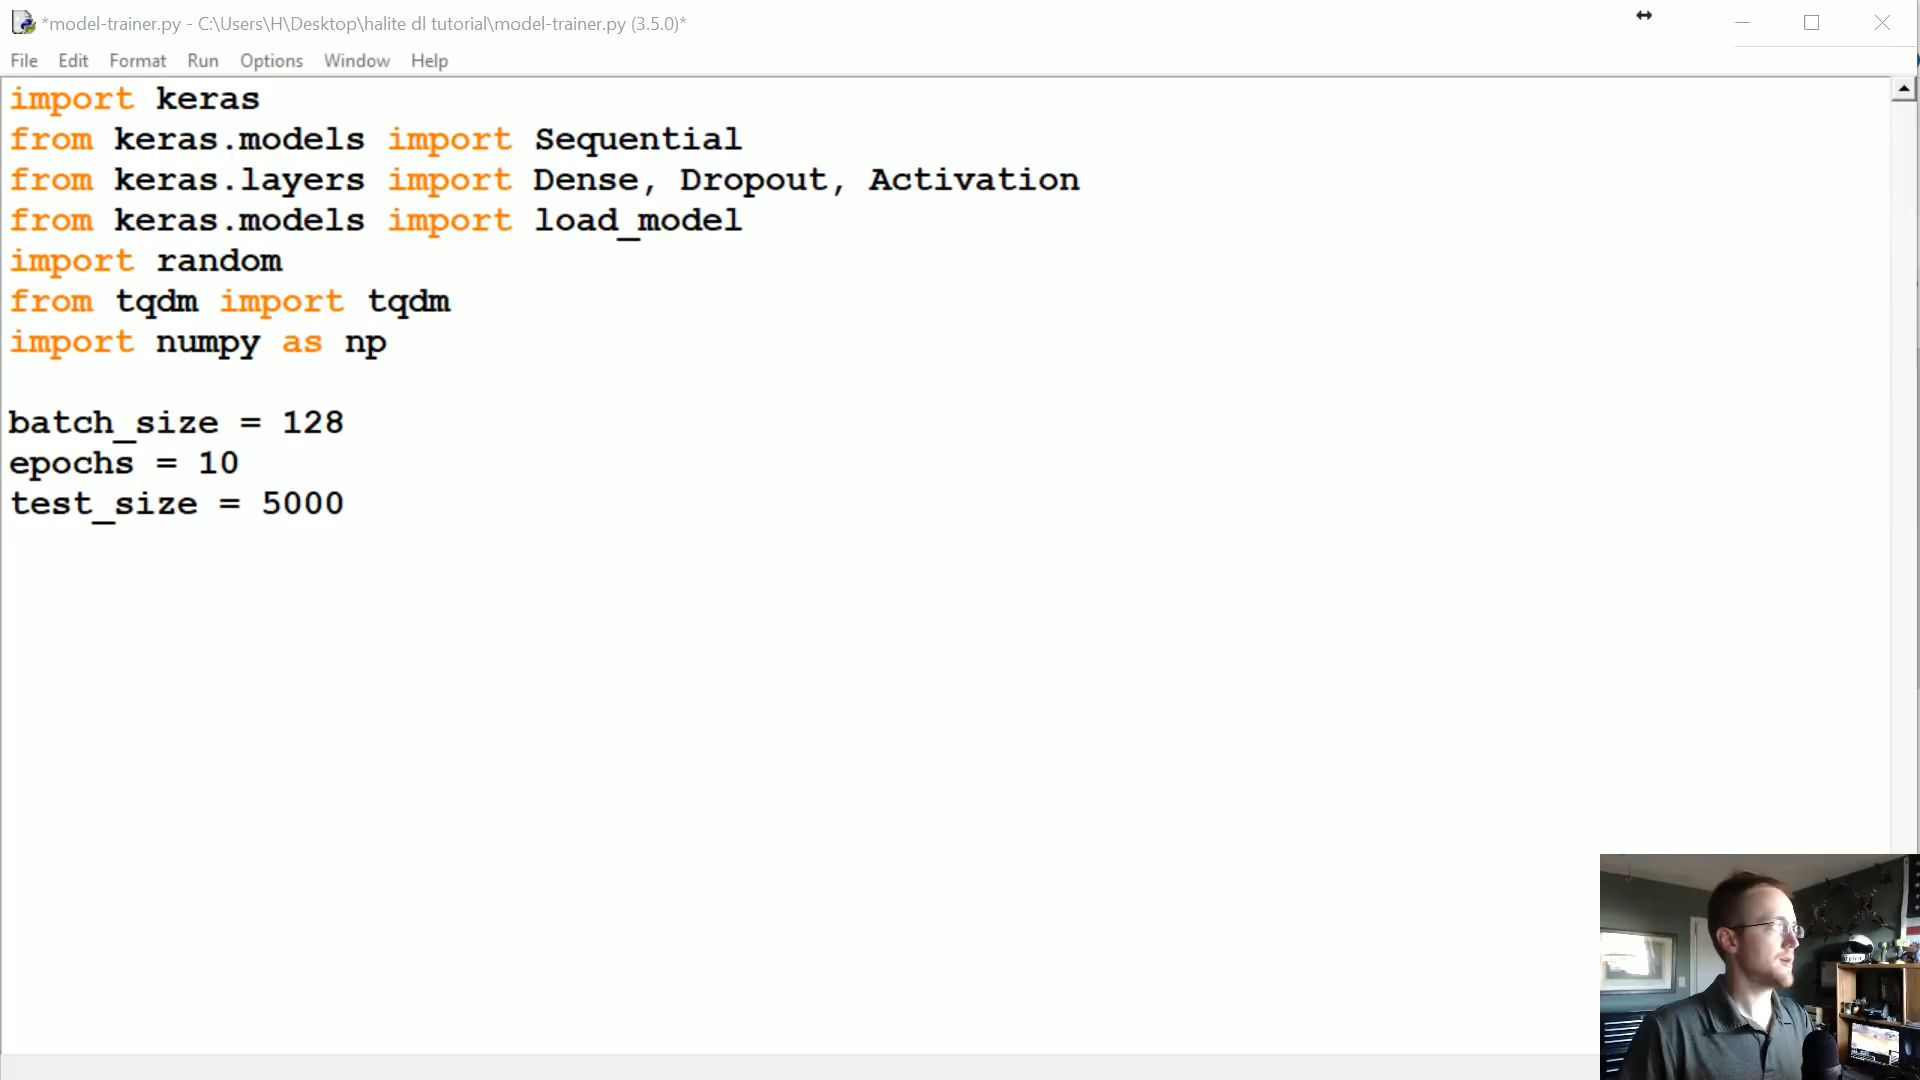 *model-trainer.py - C:\Users\H\Desktop\halite dl tutorial\model-trainer.py (3.5.0)*
File Edit Format Run Options Window Help
import keras
from keras.models import Sequential
from keras.layers import Dense, Dropout, Activation
from keras.models import load_model
import random
from tqdm import tqdm
import numpy as np
batch_size = 128
epochs = 10
test_size = 5000